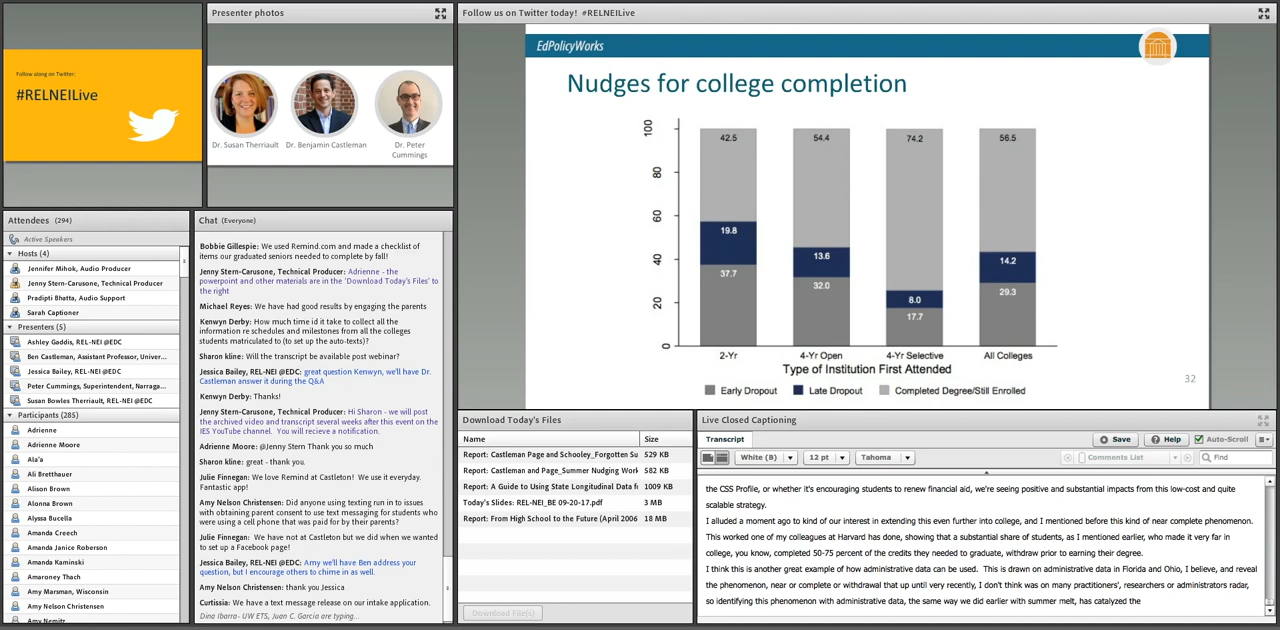 Follow along on Twitter:
#RELNEILive
Presenter photos
Dr. Susan Therriault
Dr. Benjamin Castleman
Dr. Peter
Cummings
Follow us on Twitter today! #RELNEILive
EdPolicyWorks
Nudges for college completion
100
80
60
40
20
0
42.5
54.4
74.2
56.5
19.8
13.6
8.0
14.2
37.7
32.0
17.7
29.3
2-Yr
4-Yr Open
4-Yr Selective
All Colleges
Type of Institution First Attended
Early Dropout
Late Dropout
Completed Degree/Still Enrolled
32
Attendees (294)
Active Speakers
Hosts (4)
Jennifer Mihok, Audio Producer
Jenny Stern-Carusone, Technical Producer
Pradipti Bhatta, Audio Support
Sarah Captioner
Presenters (5)
Ashley Gaddis, REL-NEI @EDC
Ben Castleman, Assistant Professor, Univer...
Jessica Bailey, REL-NEI @EDC
Peter Cummings, Superintendent, Narraga...
Susan Bowles Therriault, REL-NEI @EDC
Participants (285)
Adrienne
Adrienne Moore
Ala'a
Ali Brethauer
Alison Brown
Alonna Brown
Alyssa Bucella
Amanda Creech
Amanda Janice Roberson
Amanda Kaminski
Amaroney Thach
Amy Marsman, Wisconsin
Amy Nelson Christensen
Amy Nemitz
Chat (Everyone)
Bobbie Gillespie: We used Remind.com and made a checklist of
items our graduated seniors needed to complete by fall!
Jenny Stern-Carusone, Technical Producer: Adrienne - the
powerpoint and other materials are in the 'Download Today's Files' to
the right
Michael Reyes: We have had good results by engaging the parents
Kenwyn Derby: How much time id it take to collect all the
information re schedules and milestones from all the colleges
students matriculated to (to set up the auto-texts)?
Sharon kline: Will the transcript be available post webinar?
Jessica Bailey, REL-NEI @EDC: great question Kenwyn, we'll have Dr.
Castleman answer it during the Q&A
Kenwyn Derby: Thanks!
Jenny Stern-Carusone, Technical Producer: Hi Sharon - we will post
the archived video and transcript several weeks after this event on the
IES YouTube channel. You will recieve a notification.
Adrienne Moore: @Jenny Stern Thank you so much
Sharon kline: great - thank you.
Julie Finnegan: We love Remind at Castleton! We use it everyday.
Fantastic app!
Amy Nelson Christensen: Did anyone using texting run in to issues
with obtaining parent consent to use text messaging for students who
were using a cell phone that was paid for by their parents?
Julie Finnegan: We have not at Castleton but we did when we wanted
to set up a Facebook page!
Jessica Bailey, REL-NEI @EDC: Amy we'll have Ben address your
question, but I encourage others to chime in as well.
Amy Nelson Christensen: thank you Jessica
Curtissia: We have a text message release on our intake application.
Dina Ibarra- UW ETS, Juan C. Garcia are typing...
Download Today's Files
Name
Size
Report: Castleman Page and Schooley_Forgotten Su
529 KB
Report: Castleman and Page_Summer Nudging Work
582 KB
Report: A Guide to Using State Longitudinal Data fo
1009 KB
Today's Slides: REL-NEI_BE 09-20-17.pdf
3 MB
Report: From High School to the Future (April 2006
18 MB
Download File(s)
Live Closed Captioning
Transcript
Save
Help
Auto-Scroll
White (B)
12 pt
Tahoma
Comments List
Find
the CSS Profile, or whether it's encouraging students to renew financial aid, we're seeing positive and substantial impacts from this low-cost and quite
scalable strategy.
I alluded a moment ago to kind of our interest in extending this even further into college, and I mentioned before this kind of near complete phenomenon.
This worked one of my colleagues at Harvard has done, showing that a substantial share of students, as I mentioned earlier, who made it very far in
college, you know, completed 50-75 percent of the credits they needed to graduate, withdraw prior to earning their degree.
I think this is another great example of how administrative data can be used. This is drawn on administrative data in Florida and Ohio, I believe, and reveal
the phenomenon, near or complete or withdrawal that up until very recently, I don't think was on many practitioners', researchers or administrators radar,
so identifying this phenomenon with administrative data, the same way we did earlier with summer melt, has catalyzed the